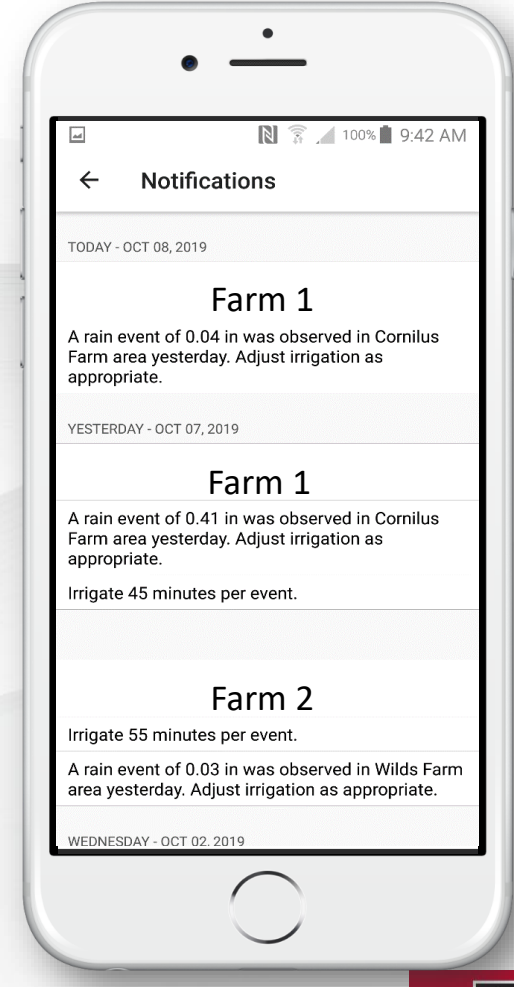 100% 9:42 AM
Notifications
TODAY - OCT 08, 2019
Farm 1
A rain event of 0.04 in was observed in Cornilus
Farm area yesterday. Adjust irrigation as
appropriate.
YESTERDAY - OCT 07, 2019
Farm 1
A rain event of 0.41 in was observed in Cornilus
Farm area yesterday. Adjust irrigation as
appropriate.
Irrigate 45 minutes per event.
Farm 2
Irrigate 55 minutes per event.
A rain event of 0.03 in was observed in Wilds Farm
area yesterday. Adjust irrigation as appropriate.
WEDNESDAY - OCT 02, 2019